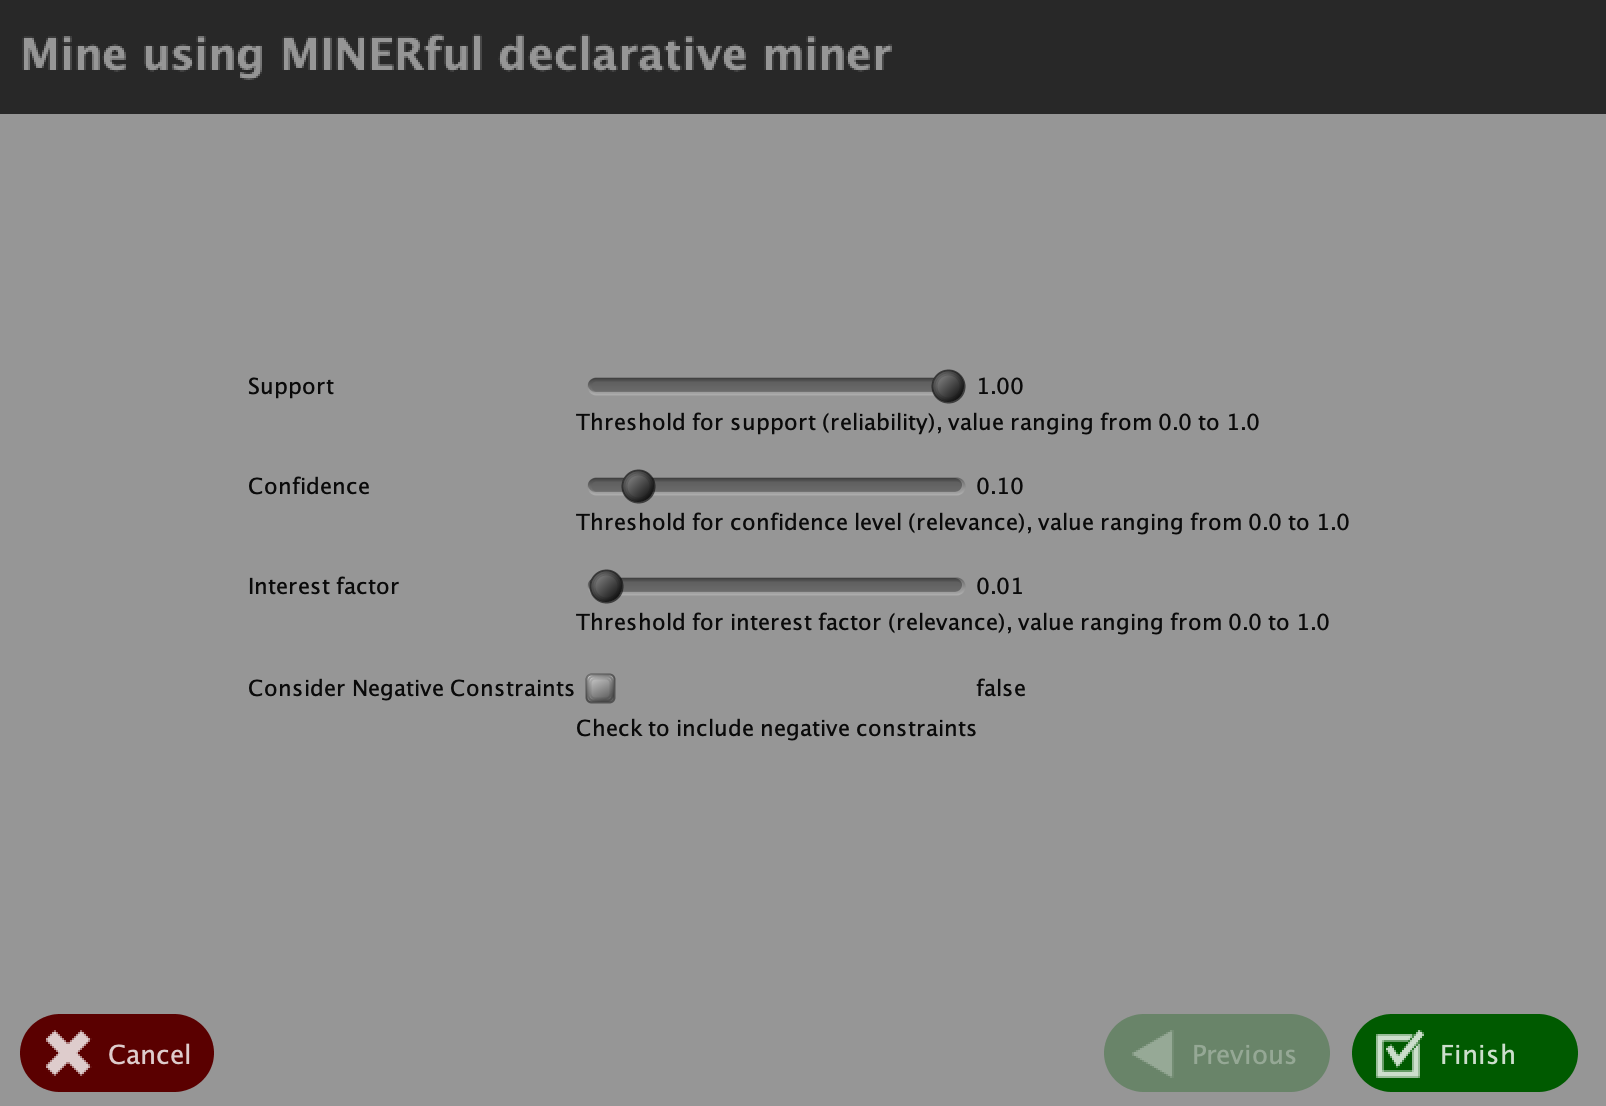 Mine using MINERful declarative miner
Support 1.00
Threshold for support (reliability), value ranging from 0.0 to 1.0
Confidence 0.10
Threshold for confidence level (relevance), value ranging from 0.0 to 1.0
Interest factor 0.01
Threshold for interest factor (relevance), value ranging from 0.0 to 1.0
Consider Negative Constraints false
Check to include negative constraints
Cancel Previous Finish